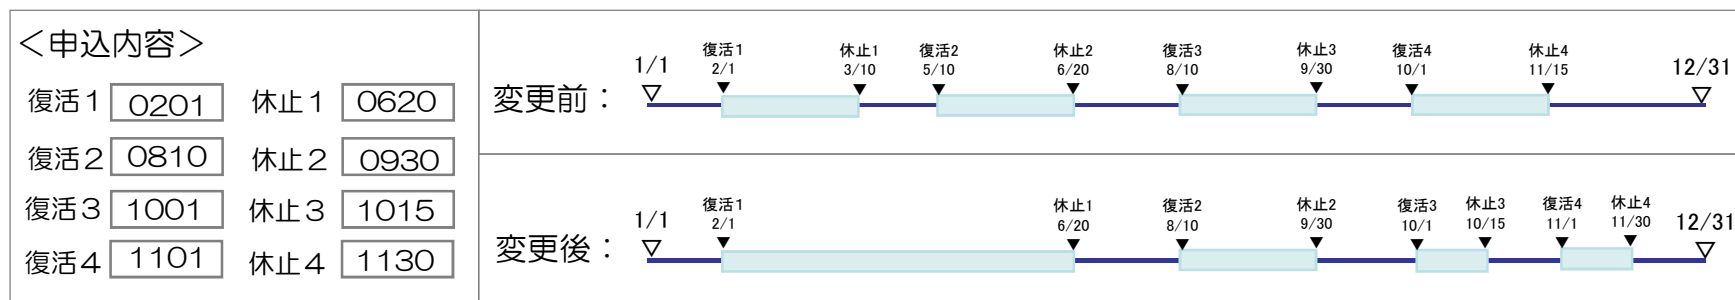 ＜申込内容＞
復活１ 0201 休止１ 0620
復活２ 0810 休止２ 0930
復活３ 1001 休止３ 1015
復活４ 1101 休止４ 1130
変更前：
1/1
復活1
2/1
休止1
3/10
復活2
5/10
休止2
6/20
復活3
8/10
休止3
9/30
復活4
10/1
休止4
11/15
12/31
変更後：
1/1
復活1
2/1
休止1
6/20
復活2
8/10
休止2
9/30
復活3
10/1
休止3
10/15
復活4
11/1
休止4
11/30
12/31